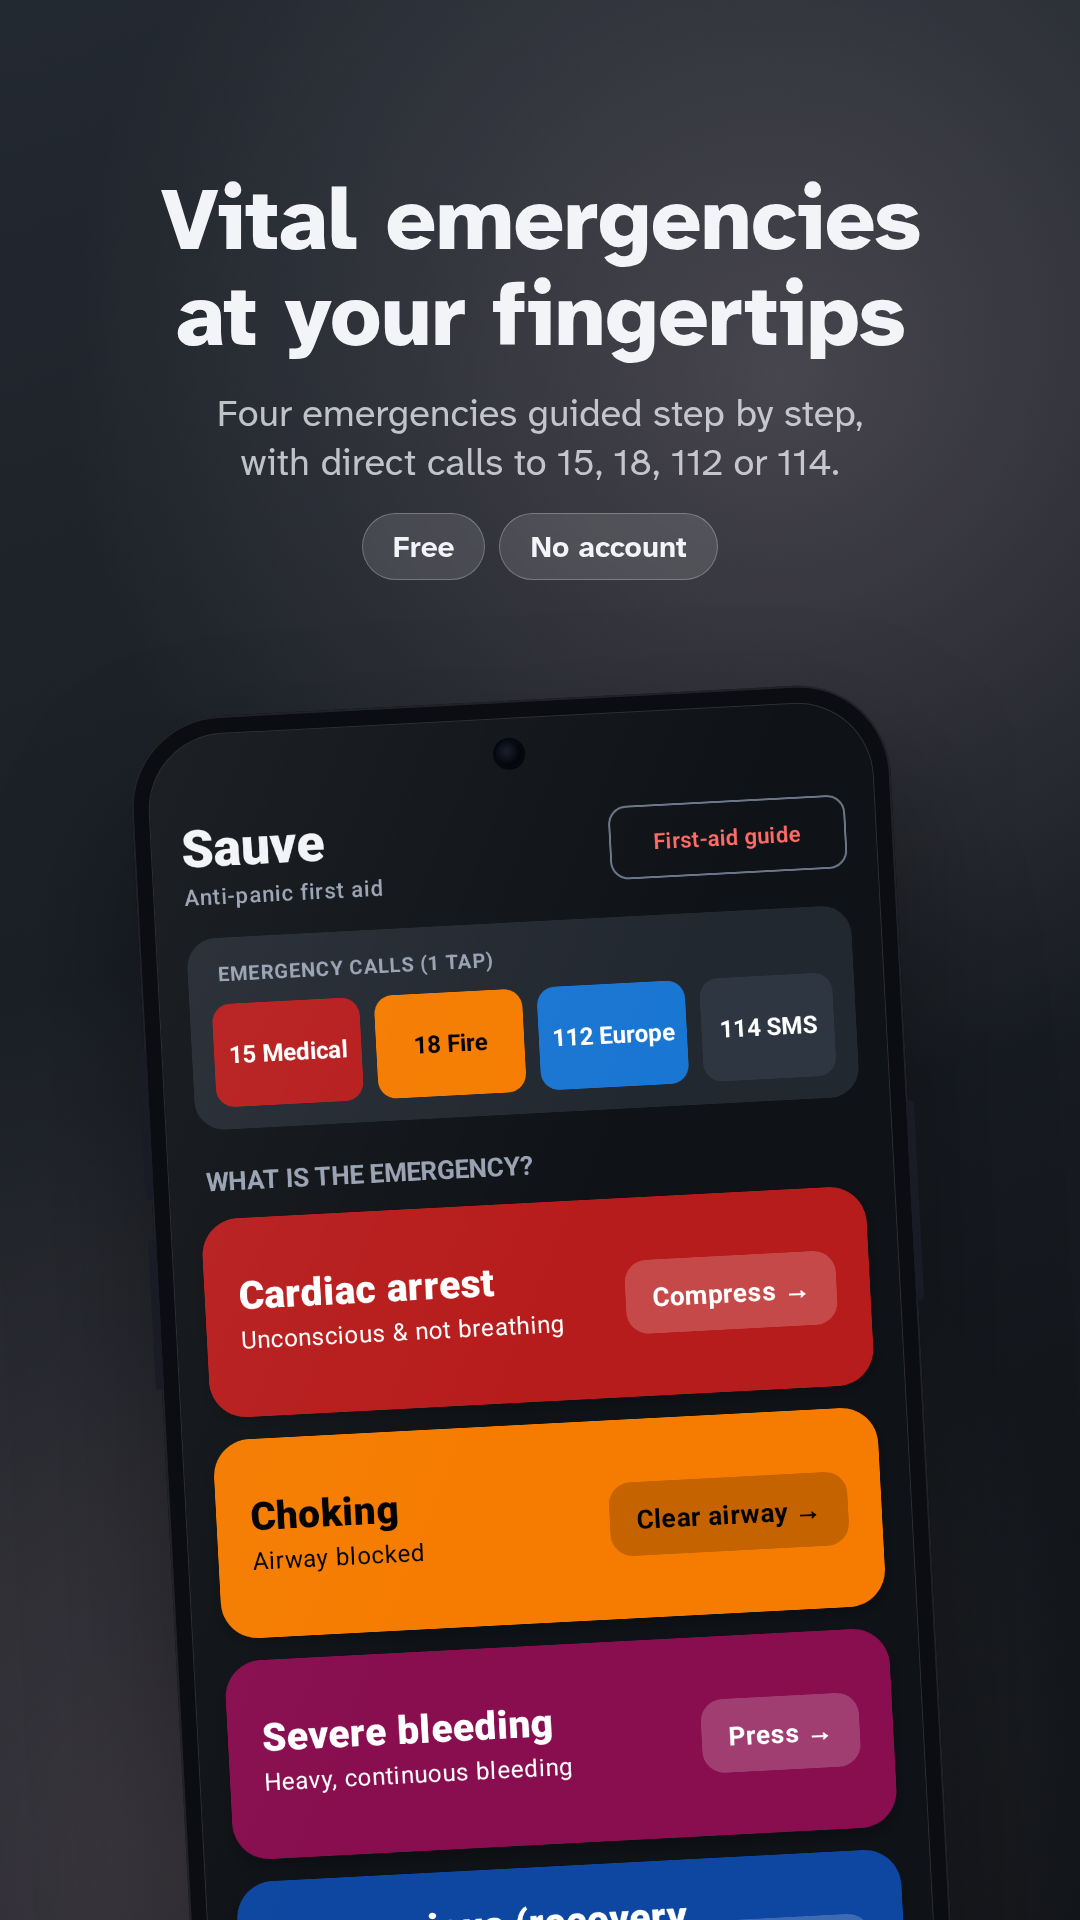 Vital emergencies
at your fingertips
Four emergencies guided step by step,
with direct calls to 15, 18, 112 or 114.
Free
No account
Sauve
Anti-panic first aid
First-aid guide
EMERGENCY CALLS (1 TAP)
15 Medical
18 Fire
112 Europe
114 SMS
WHAT IS THE EMERGENCY?
Cardiac arrest
Unconscious & not breathing
Compress →
Choking
Airway blocked
Clear airway →
Severe bleeding
Heavy, continuous bleeding
Press →
(recovery